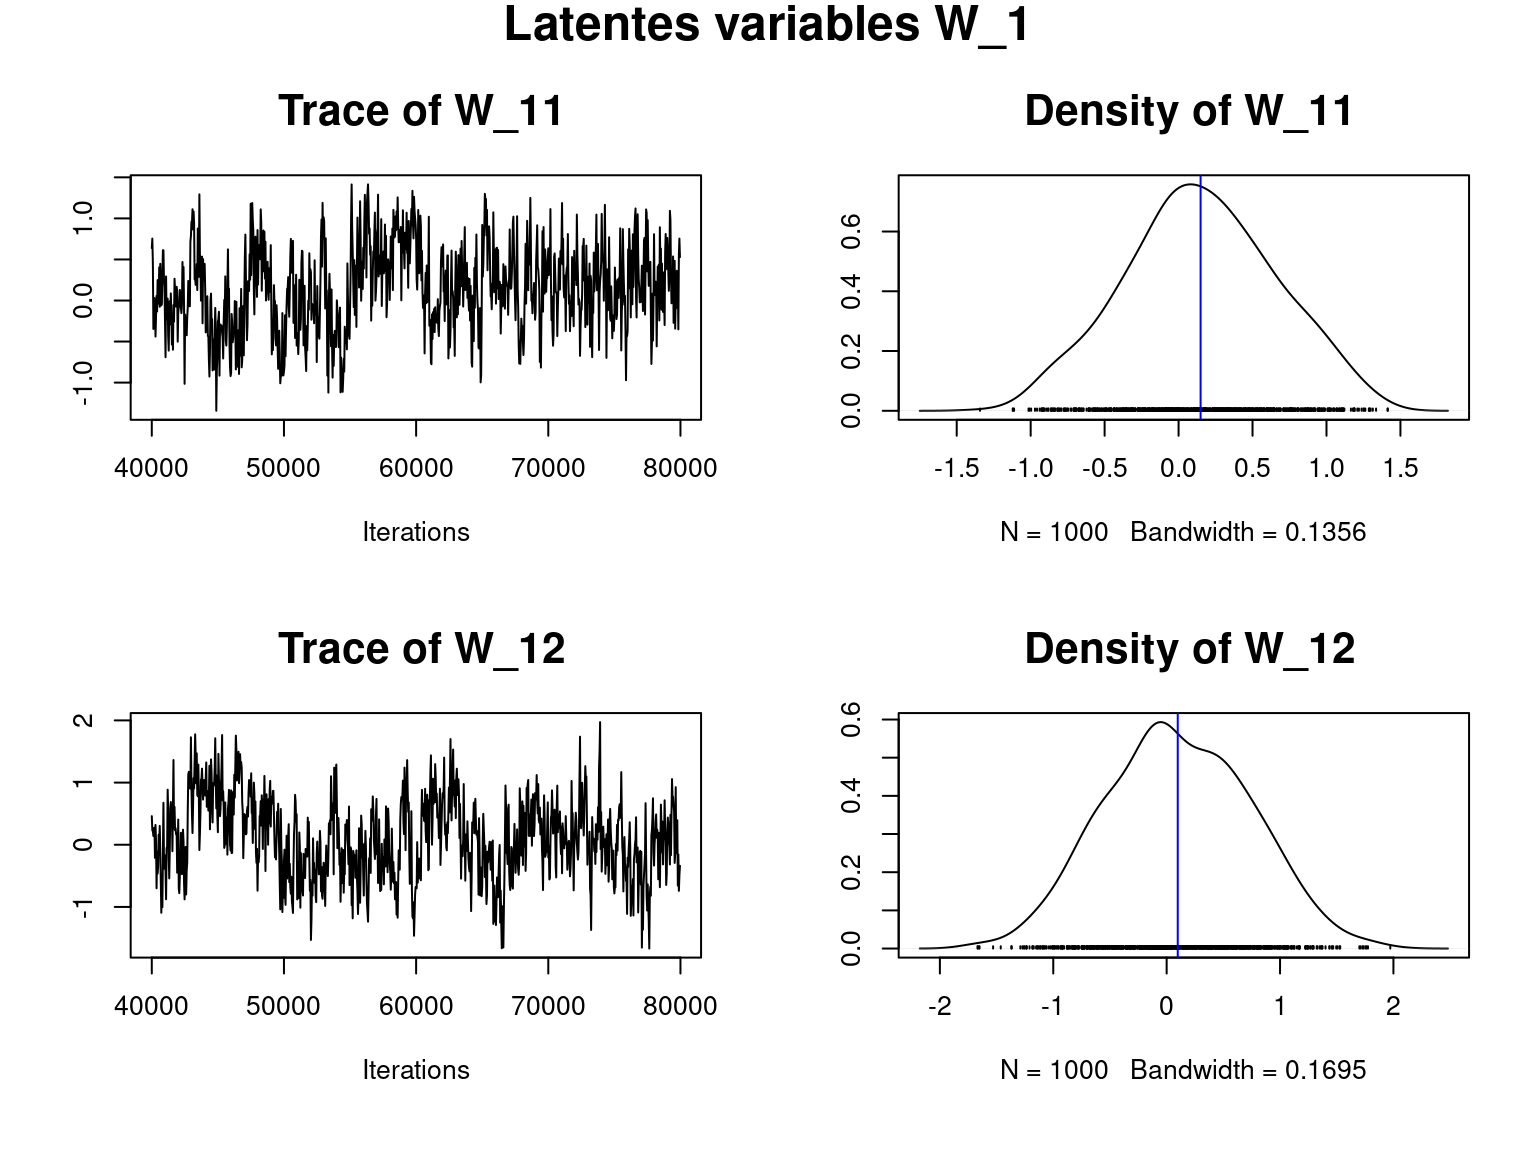 Latentes variables W_1
Trace of W_11
Density of W_11
1.0
0.0
-1.0
40000 50000 60000 70000 80000
Iterations
0.6
0.4
0.2
0.0
-1.5 -1.0 -0.5 0.0 0.5 1.0 1.5
N = 1000 Bandwidth = 0.1356
Trace of W_12
Density of W_12
2
1
0
-1
40000 50000 60000 70000 80000
Iterations
0.6
0.4
0.2
0.0
-2 -1 0 1 2
N = 1000 Bandwidth = 0.1695